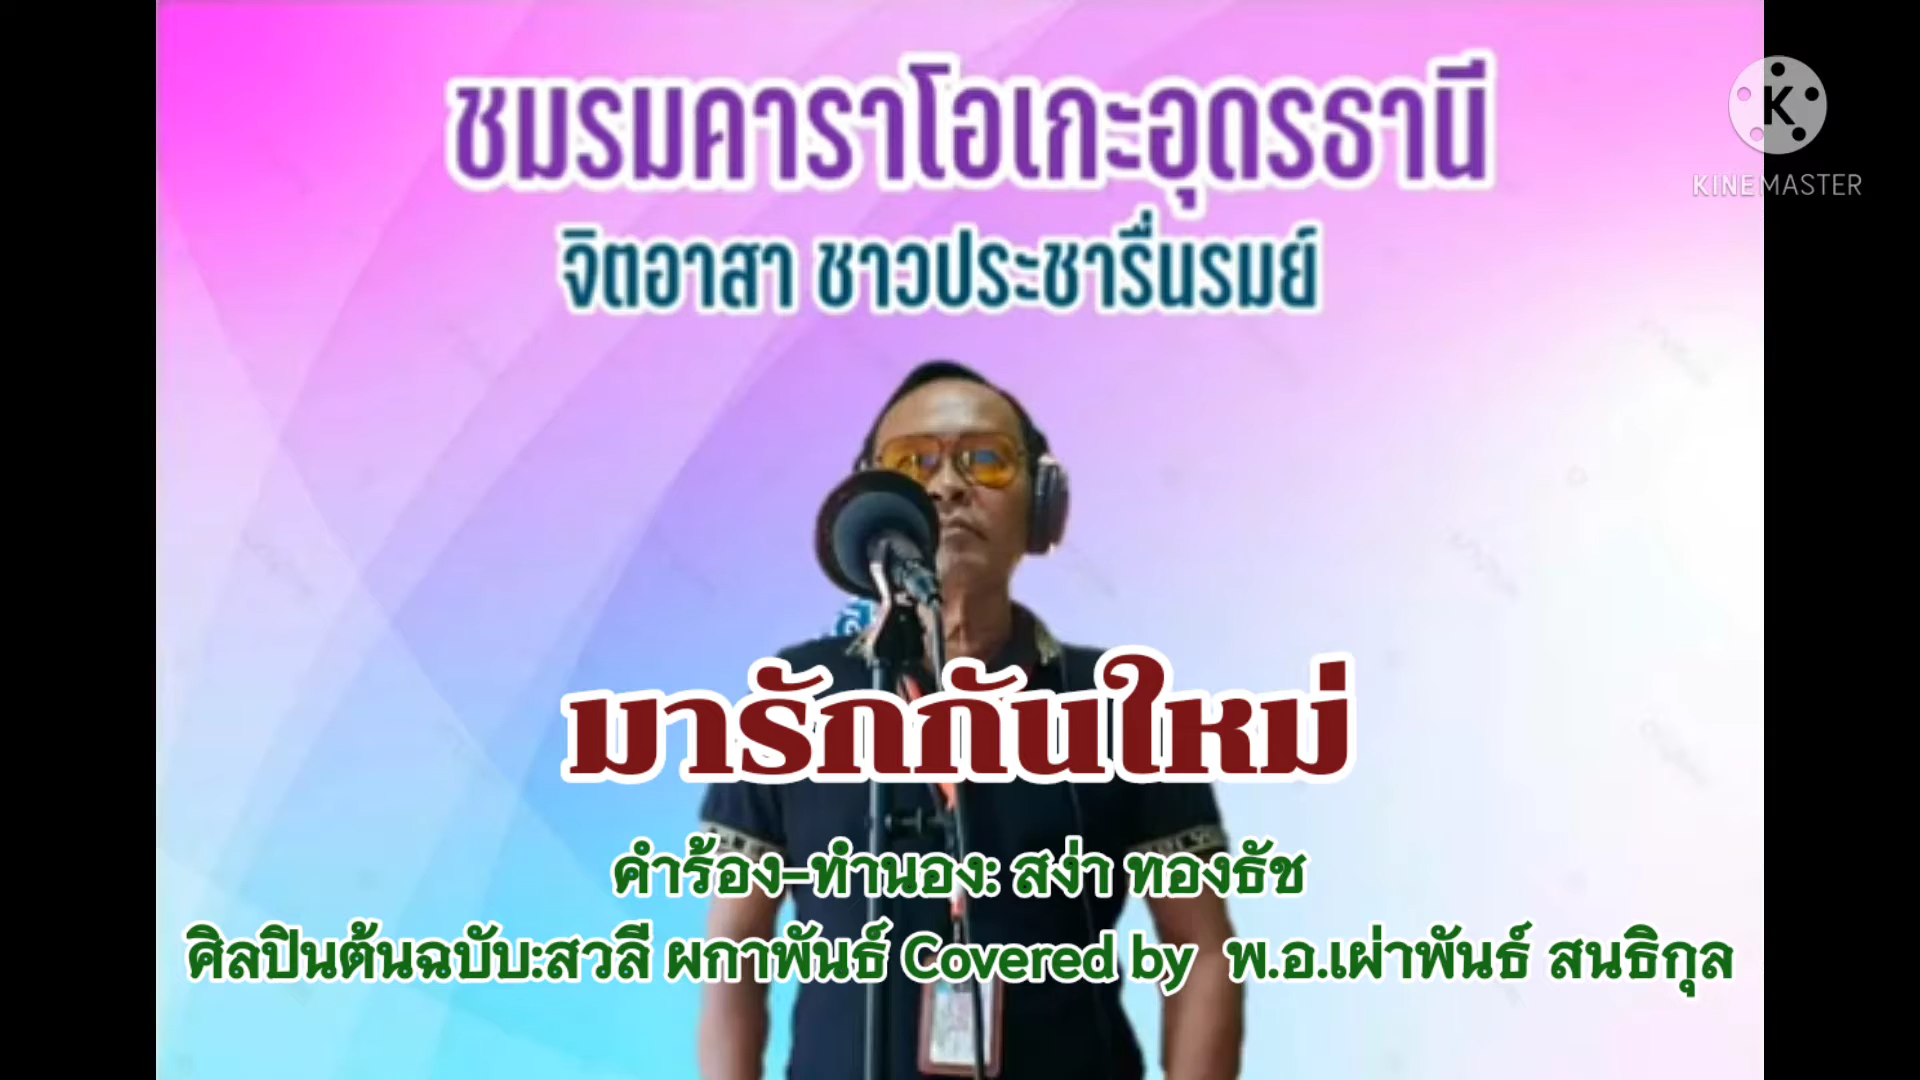 ชมรมคาราโอเกะอุดรธานี
จิตอาสา ชาวประชารื่นรมย์
KINEMASTER
มารักกันใหม่
คำร้อง-ทำนอง: สง่า ทองธัช
ศิลปินต้นฉบับ:สวลี ผกาพันธ์ Covered by พ.อ.เผ่าพันธ์ สนธิกุล